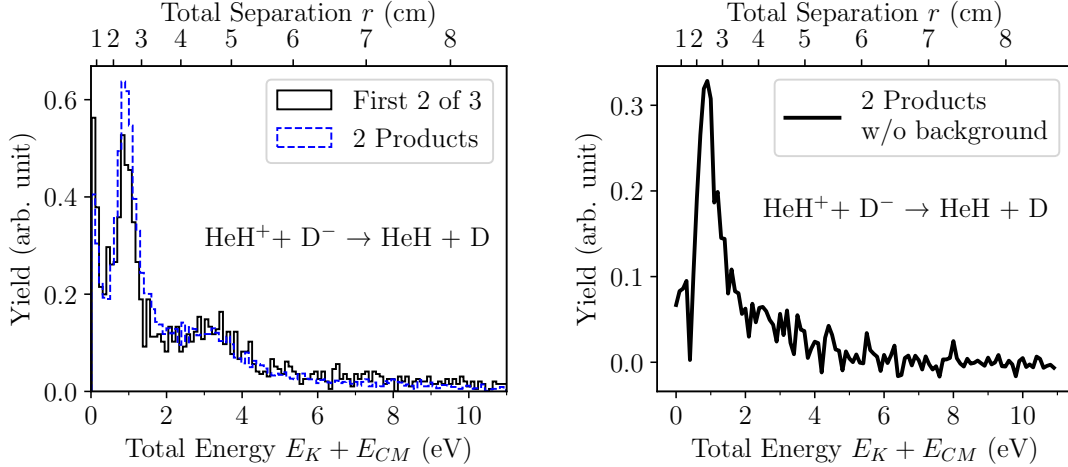 Total Separation r (cm)
1 2 3 4 5 6 7 8
Yield (arb. unit)
0.6
0.4
0.2
0.0
First 2 of 3
2 Products
HeH⁺+ D⁻ → HeH + D
0 2 4 6 8 10
Total Energy E_K + E_CM (eV)
Total Separation r (cm)
1 2 3 4 5 6 7 8
Yield (arb. unit)
0.3
0.2
0.1
0.0
2 Products
w/o background
HeH⁺+ D⁻ → HeH + D
0 2 4 6 8 10
Total Energy E_K + E_CM (eV)